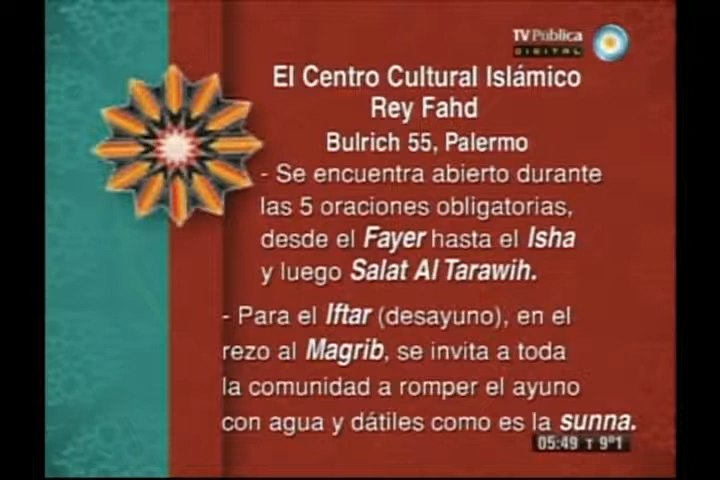 TV Pública
DIGITAL
El Centro Cultural Islámico
Rey Fahd
Bulrich 55, Palermo
- Se encuentra abierto durante
las 5 oraciones obligatorias,
desde el Fayer hasta el Isha
y luego Salat Al Tarawih.
- Para el Iftar (desayuno), en el
rezo al Magrib, se invita a toda
la comunidad a romper el ayuno
con agua y dátiles como es la sunna.
05:49 T 9º1